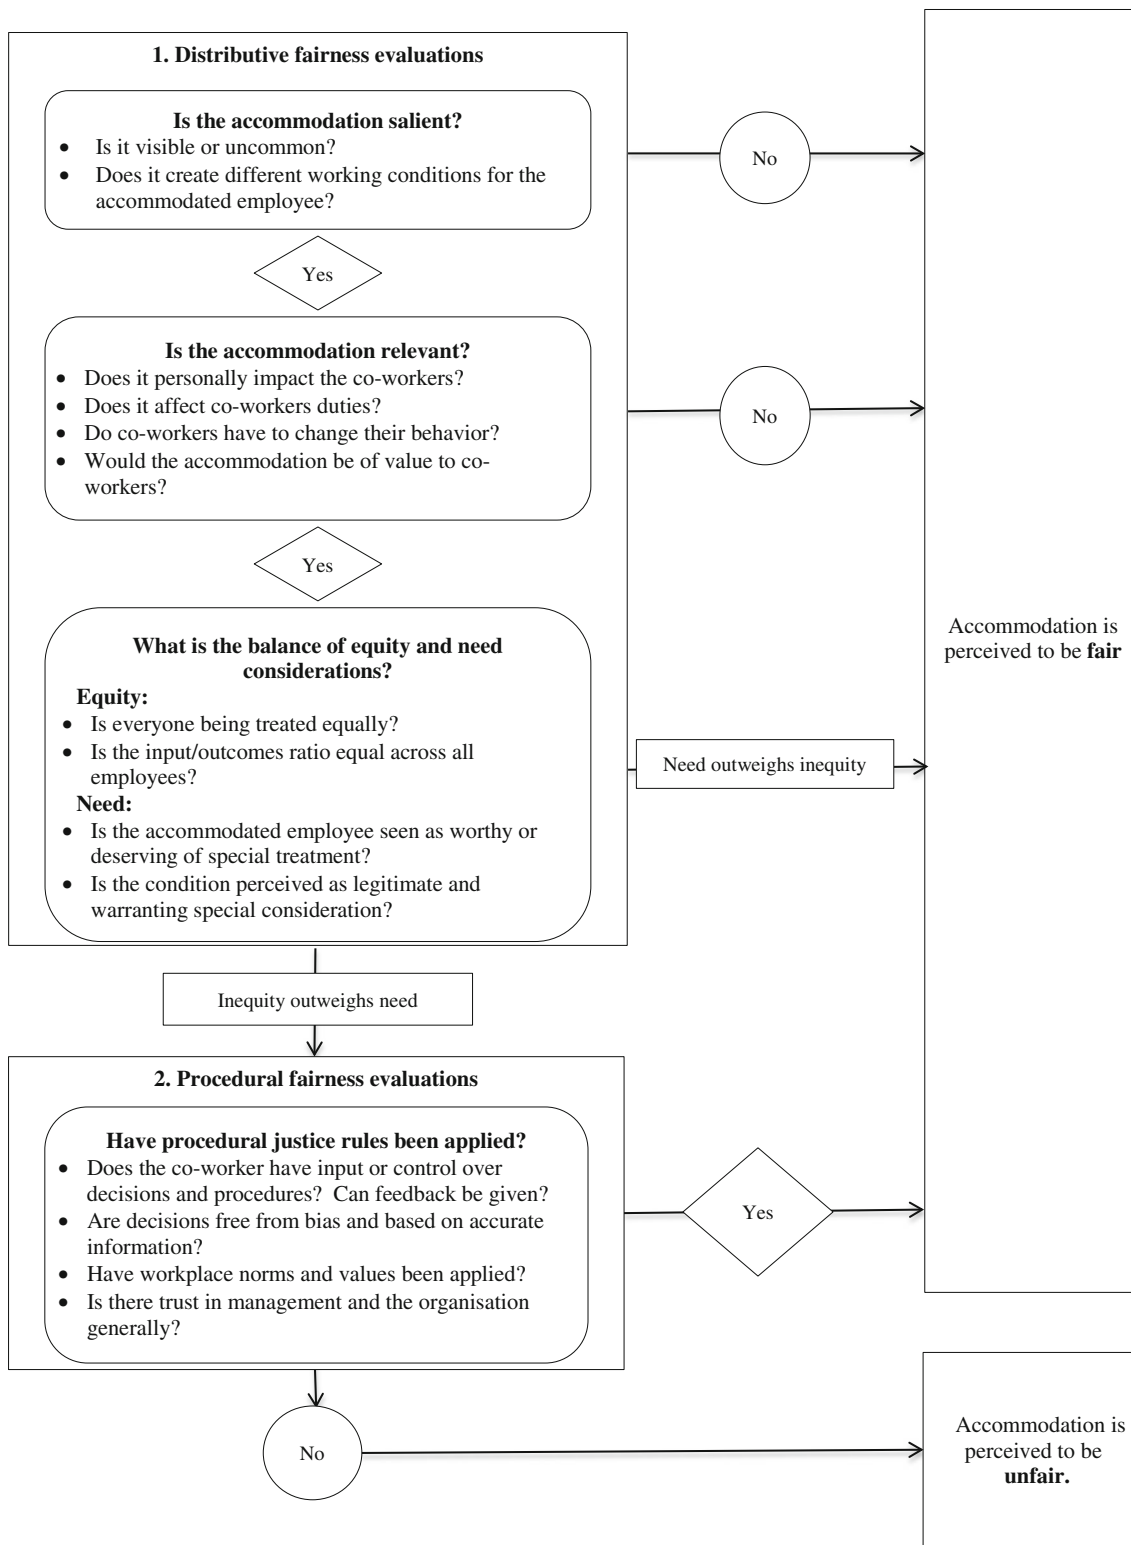 1. Distributive fairness evaluations
Is the accommodation salient?
• Is it visible or uncommon?
• Does it create different working conditions for the
accommodated employee?
No
Yes
Is the accommodation relevant?
• Does it personally impact the co-workers?
• Does it affect co-workers duties?
• Do co-workers have to change their behavior?
• Would the accommodation be of value to co-
workers?
No
Yes
What is the balance of equity and need
considerations?
Equity:
• Is everyone being treated equally?
• Is the input/outcomes ratio equal across all
employees?
Need:
• Is the accommodated employee seen as worthy or
deserving of special treatment?
• Is the condition perceived as legitimate and
warranting special consideration?
Need outweighs inequity
Accommodation is
perceived to be fair
Inequity outweighs need
2. Procedural fairness evaluations
Have procedural justice rules been applied?
• Does the co-worker have input or control over
decisions and procedures?  Can feedback be given?
• Are decisions free from bias and based on accurate
information?
• Have workplace norms and values been applied?
• Is there trust in management and the organisation
generally?
Yes
No
Accommodation is
perceived to be
unfair.